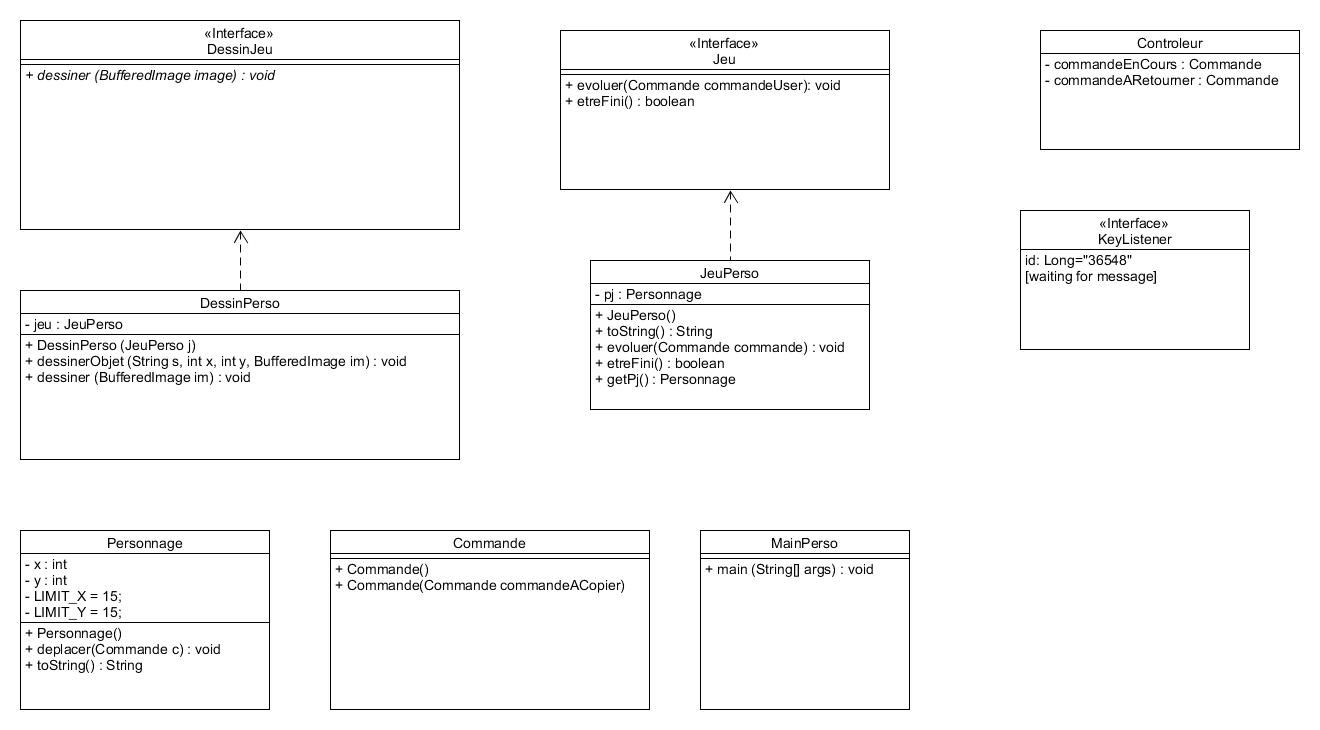 «Interface»
DessinJeu
+ dessiner (BufferedImage image) : void
«Interface»
Jeu
+ evoluer(Commande commandeUser): void
+ etreFini() : boolean
Controleur
- commandeEnCours : Commande
- commandeARetourner : Commande
«Interface»
KeyListener
id: Long="36548"
[waiting for message]
DessinPerso
- jeu : JeuPerso
+ DessinPerso (JeuPerso j)
+ dessinerObjet (String s, int x, int y, BufferedImage im) : void
+ dessiner (BufferedImage im) : void
JeuPerso
- pj : Personnage
+ JeuPerso()
+ toString() : String
+ evoluer(Commande commande) : void
+ etreFini() : boolean
+ getPj() : Personnage
Personnage
- x : int
- y : int
- LIMIT_X = 15;
- LIMIT_Y = 15;
+ Personnage()
+ deplacer(Commande c) : void
+ toString() : String
Commande
+ Commande()
+ Commande(Commande commandeACopier)
MainPerso
+ main (String[] args) : void